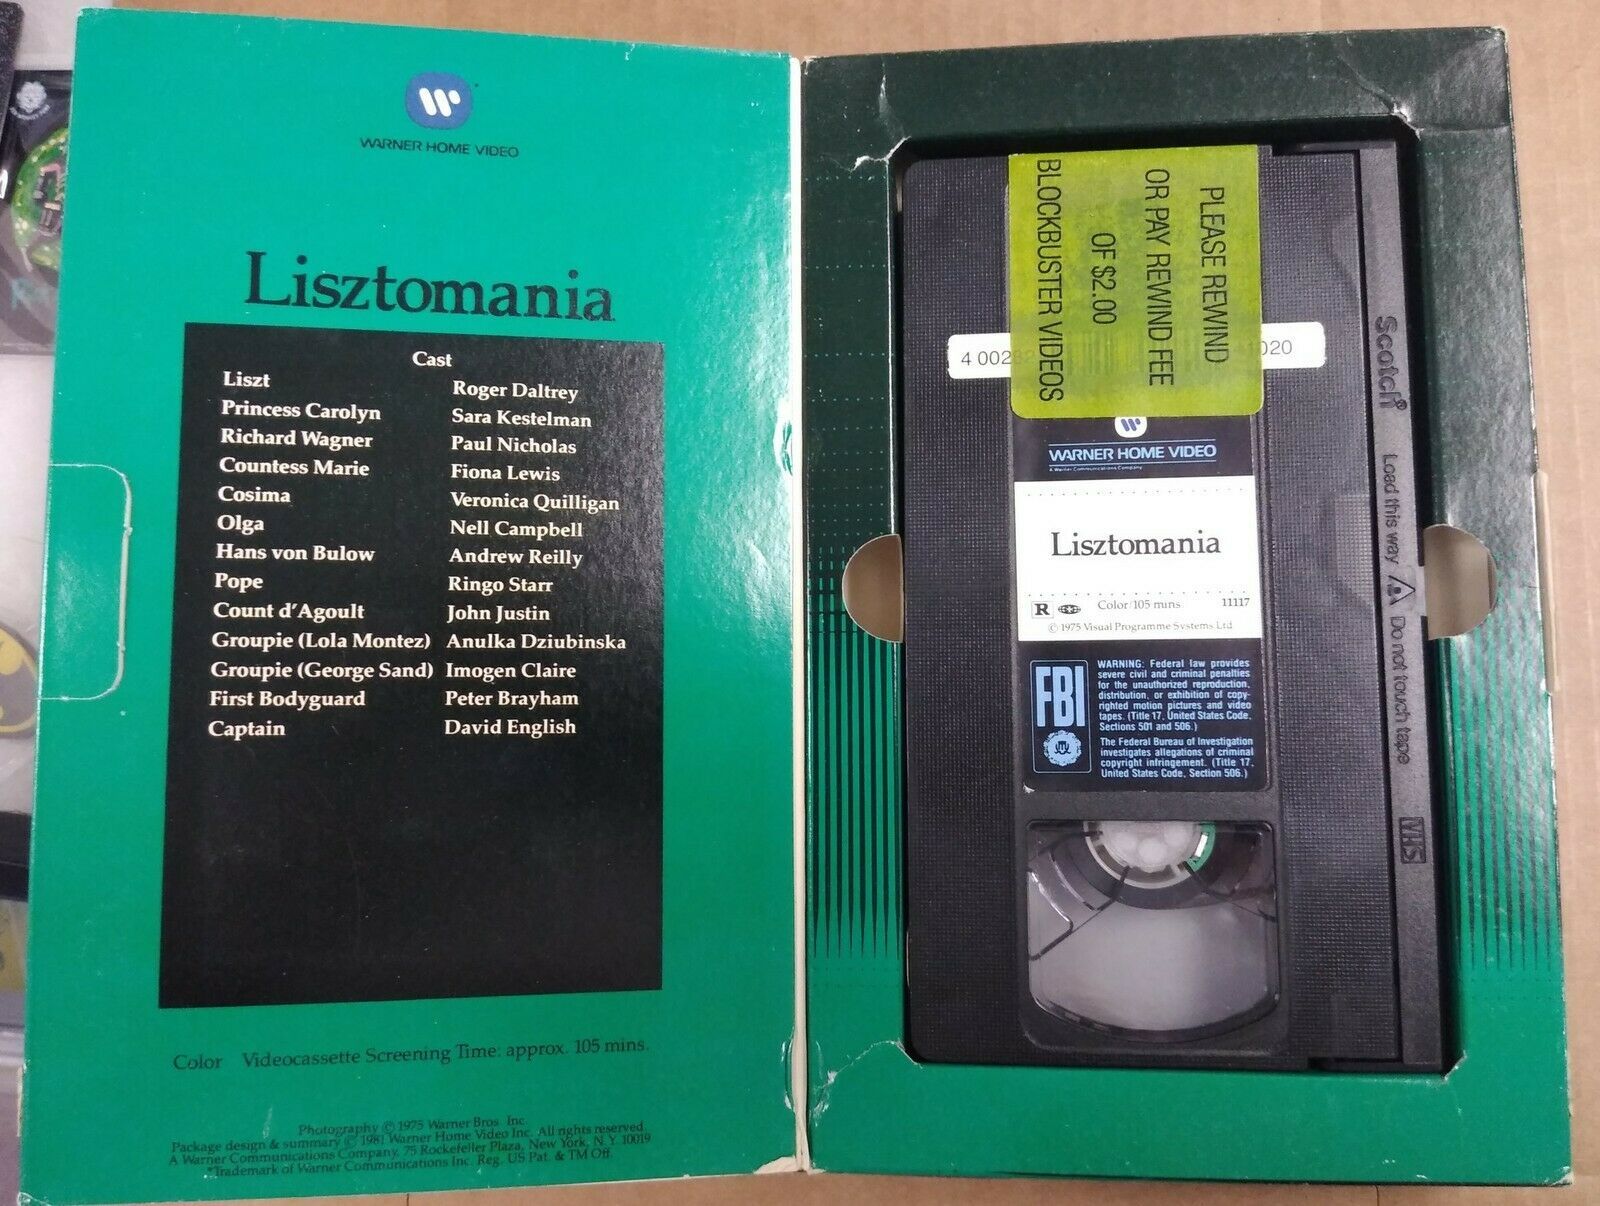 WARNER HOME VIDEO
Lisztomania
Cast
Liszt Roger Daltrey
Princess Carolyn Sara Kestelman
Richard Wagner Paul Nicholas
Countess Marie Fiona Lewis
Cosima Veronica Quilligan
Olga Nell Campbell
Hans von Bulow Andrew Reilly
Pope Ringo Starr
Count d'Agoult John Justin
Groupie (Lola Montez) Anulka Dziubinska
Groupie (George Sand) Imogen Claire
First Bodyguard Peter Brayham
Captain David English
Color Videocassette Screening Time: approx. 105 mins.
Photography © 1975 Warner Bros. Inc.
Package design & summary © 1981 Warner Home Video Inc. All rights reserved.
A Warner Communications Company, 75 Rockefeller Plaza, New York, N.Y. 10019
*Trademark of Warner Communications Inc. Reg. US Pat. & TM Off.
PLEASE REWIND
OR PAY REWIND FEE
OF $2.00
BLOCKBUSTER VIDEOS
4 00282
1020
WARNER HOME VIDEO
A Warner Communications Company
Lisztomania
R Color/105 mins 11117
© 1975 Visual Programme Systems Ltd
FBI
WARNING: Federal law provides
severe civil and criminal penalties
for the unauthorized reproduction,
distribution, or exhibition of copy-
righted motion pictures and video
tapes. (Title 17, United States Code,
Sections 501 and 506.)
The Federal Bureau of Investigation
investigates allegations of criminal
copyright infringement. (Title 17,
United States Code, Section 506.)
Scotch® Load this way Do not touch tape VHS